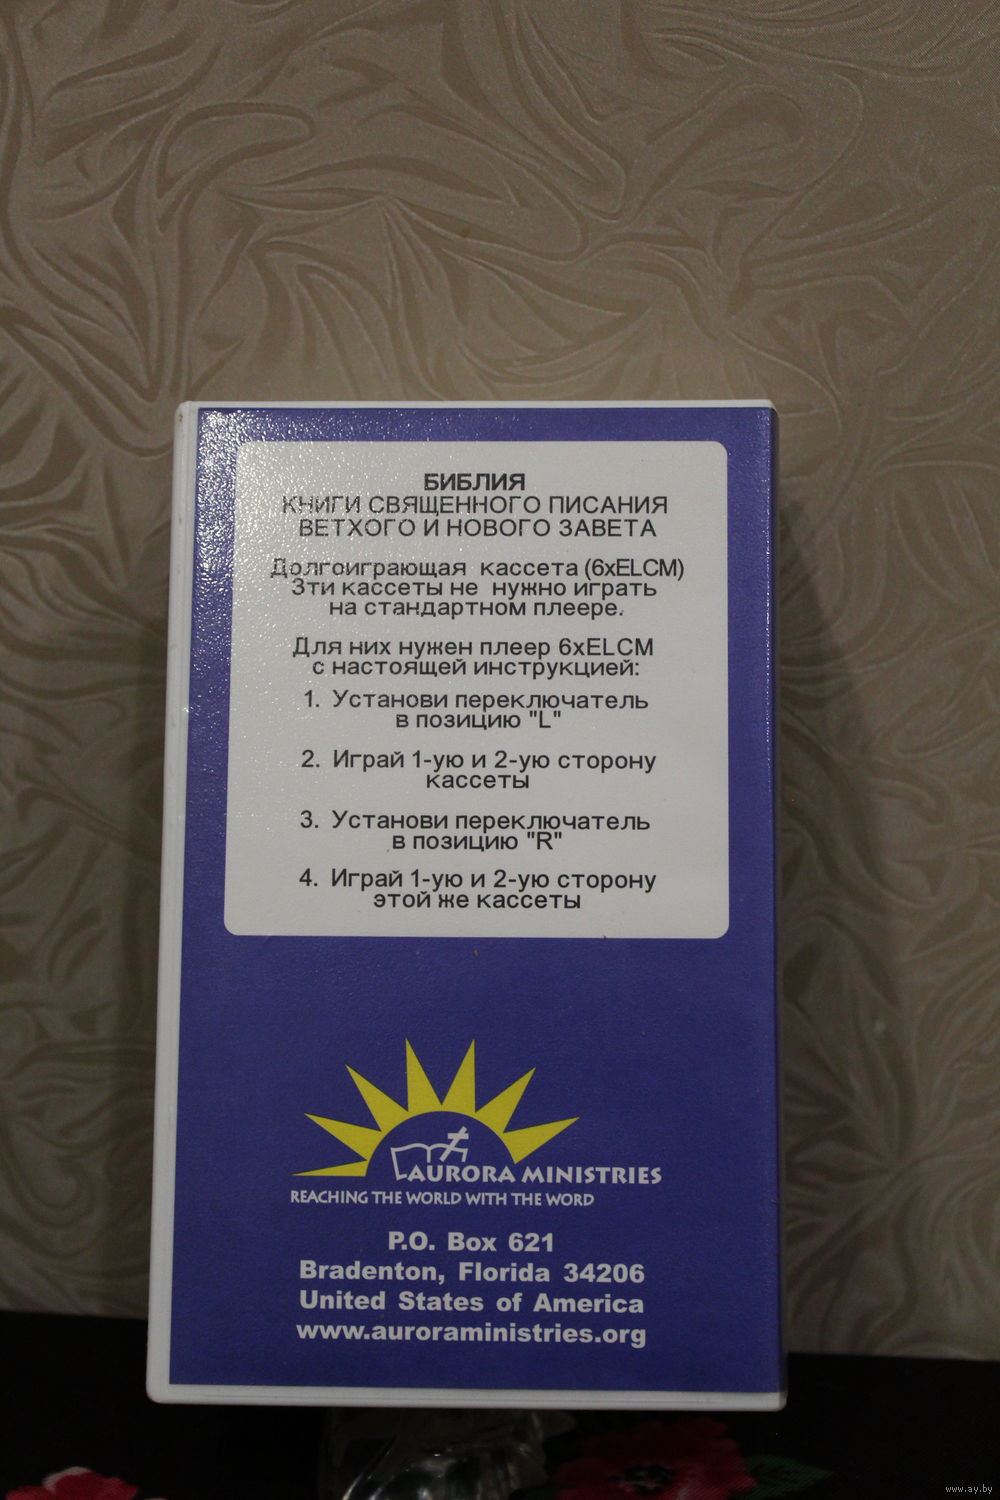 БИБЛИЯ
КНИГИ СВЯЩЕННОГО ПИСАНИЯ
ВЕТХОГО И НОВОГО ЗАВЕТА
Долгоиграющая кассета (6xELCM)
Зти кассеты не нужно играть
на стандартном плеере.
Для них нужен плеер 6xELCM
с настоящей инструкцией:
1. Установи переключатель
в позицию "L"
2. Играй 1-ую и 2-ую сторону
кассеты
3. Установи переключатель
в позицию "R"
4. Играй 1-ую и 2-ую сторону
этой же кассеты
AURORA MINISTRIES
REACHING THE WORLD WITH THE WORD
P.O. Box 621
Bradenton, Florida 34206
United States of America
www.auroraministries.org
www.ay.by